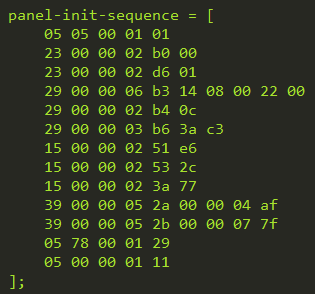 panel-init-sequence = [
05 05 00 01 01
23 00 00 02 b0 00
23 00 00 02 d6 01
29 00 00 06 b3 14 08 00 22 00
29 00 00 02 b4 0c
29 00 00 03 b6 3a c3
15 00 00 02 51 e6
15 00 00 02 53 2c
15 00 00 02 3a 77
39 00 00 05 2a 00 00 04 af
39 00 00 05 2b 00 00 07 7f
05 78 00 01 29
05 00 00 01 11
];